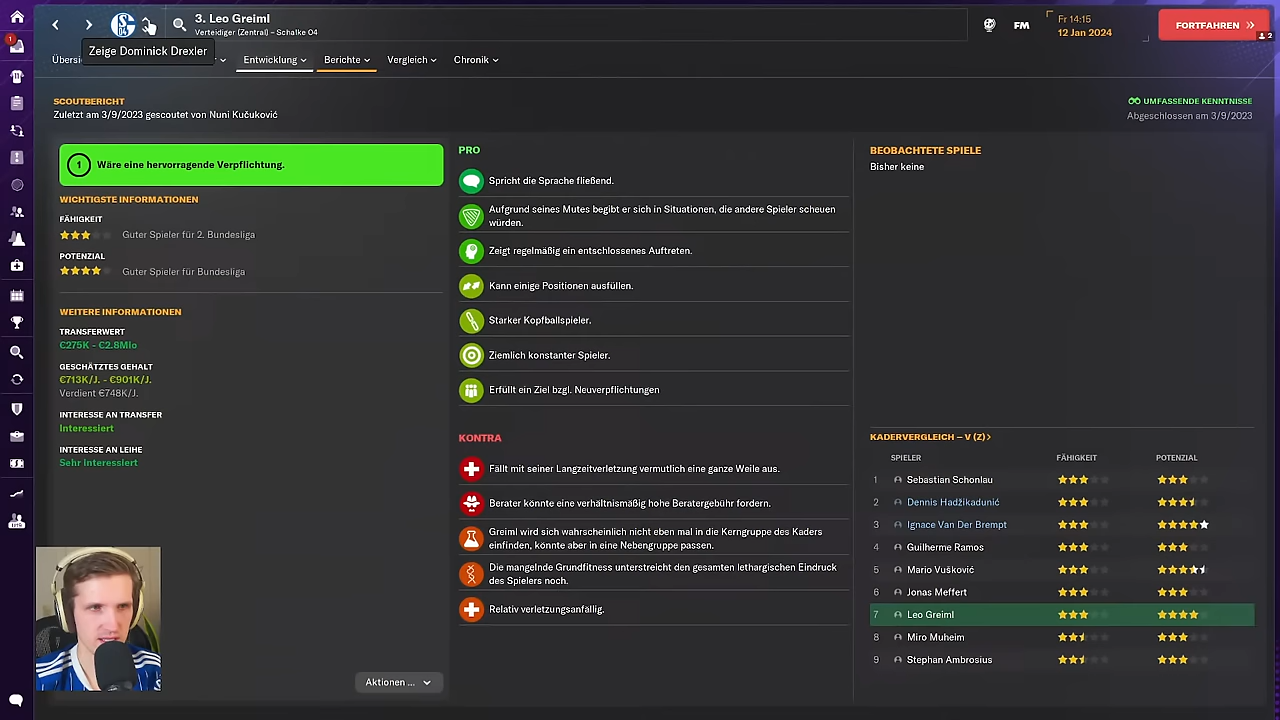 3. Leo Greiml
Verteidiger (Zentral) – Schalke 04
FM
Fr 14:15
12 Jan 2024
FORTFAHREN
2
1
Zeige Dominick Drexler
Übersi
Entwicklung
Berichte
Vergleich
Chronik
SCOUTBERICHT
Zuletzt am 3/9/2023 gescoutet von Nuni Kučuković
UMFASSENDE KENNTNISSE
Abgeschlossen am 3/9/2023
1 Wäre eine hervorragende Verpflichtung.
WICHTIGSTE INFORMATIONEN
FÄHIGKEIT
Guter Spieler für 2. Bundesliga
POTENZIAL
Guter Spieler für Bundesliga
WEITERE INFORMATIONEN
TRANSFERWERT
€275K - €2.8Mio
GESCHÄTZTES GEHALT
€713K/J. - €901K/J.
Verdient €748K/J.
INTERESSE AN TRANSFER
Interessiert
INTERESSE AN LEIHE
Sehr interessiert
Aktionen ...
PRO
Spricht die Sprache fließend.
Aufgrund seines Mutes begibt er sich in Situationen, die andere Spieler scheuen
würden.
Zeigt regelmäßig ein entschlossenes Auftreten.
Kann einige Positionen ausfüllen.
Starker Kopfballspieler.
Ziemlich konstanter Spieler.
Erfüllt ein Ziel bzgl. Neuverpflichtungen
KONTRA
Fällt mit seiner Langzeitverletzung vermutlich eine ganze Weile aus.
Berater könnte eine verhältnismäßig hohe Beratergebühr fordern.
Greiml wird sich wahrscheinlich nicht eben mal in die Kerngruppe des Kaders
einfinden, könnte aber in eine Nebengruppe passen.
Die mangelnde Grundfitness unterstreicht den gesamten lethargischen Eindruck
des Spielers noch.
Relativ verletzungsanfällig.
BEOBACHTETE SPIELE
Bisher keine
KADERVERGLEICH – V (Z)
SPIELER FÄHIGKEIT POTENZIAL
1 Sebastian Schonlau
2 Dennis Hadžikadunić
3 Ignace Van Der Brempt
4 Guilherme Ramos
5 Mario Vušković
6 Jonas Meffert
7 Leo Greiml
8 Miro Muheim
9 Stephan Ambrosius